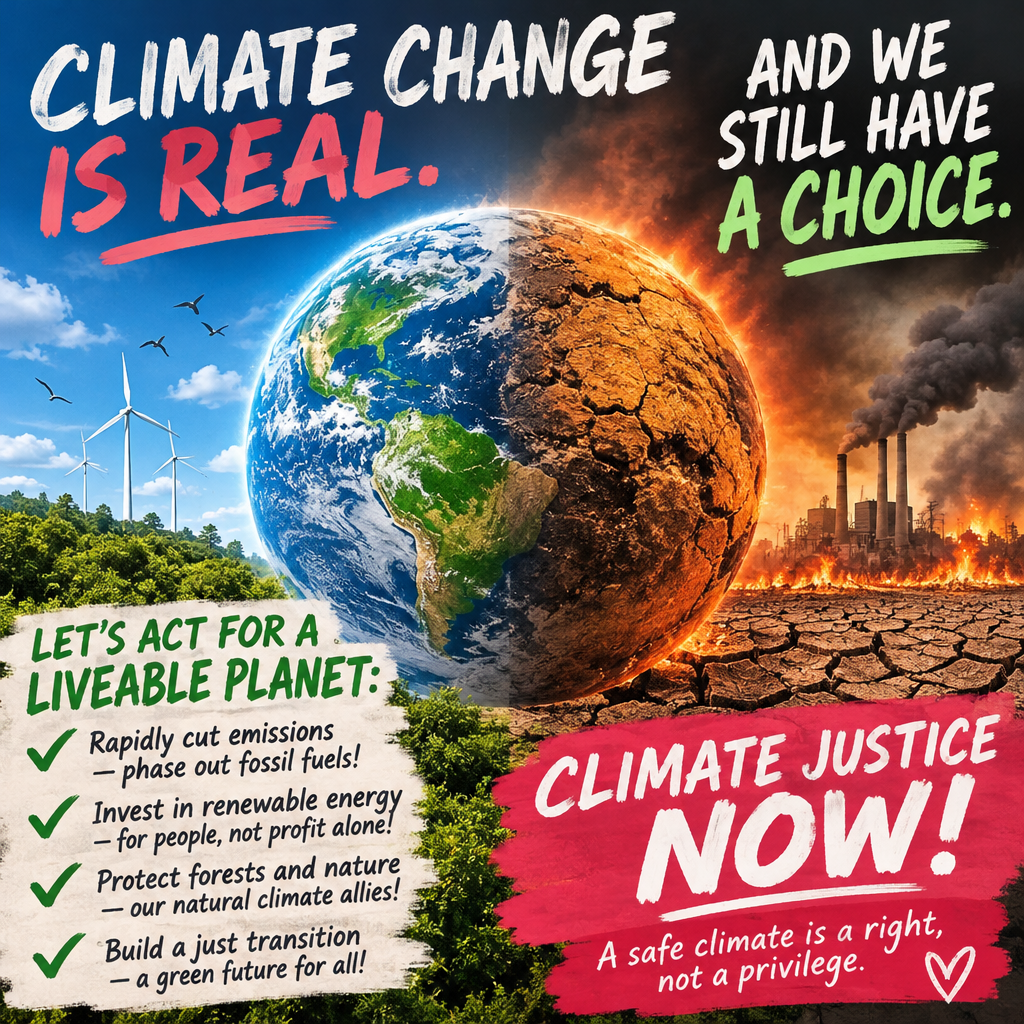 CLIMATE CHANGE
IS REAL.
AND WE
STILL HAVE
A CHOICE.
LET'S ACT FOR A
LIVEABLE PLANET:
Rapidly cut emissions
— phase out fossil fuels!
Invest in renewable energy
— for people, not profit alone!
Protect forests and nature
— our natural climate allies!
Build a just transition
— a green future for all!
CLIMATE JUSTICE
NOW!
A safe climate is a right,
not a privilege.